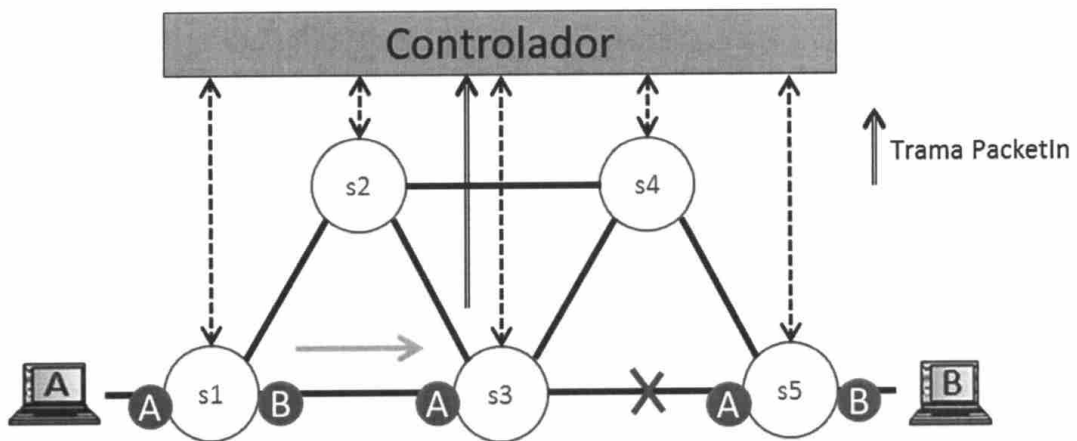 Controlador
s2
s4
Trama PacketIn
A
A
s1
B
A
s3
A
s5
B
B